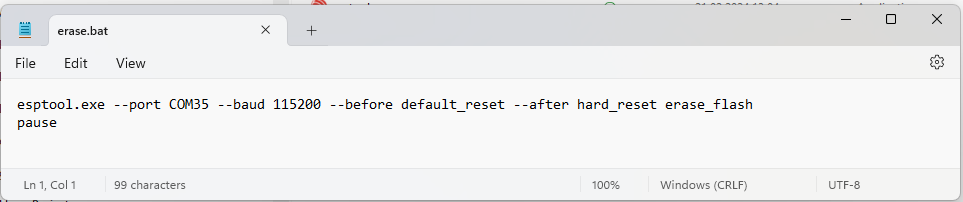 erase.bat
File Edit View
esptool.exe --port COM35 --baud 115200 --before default_reset --after hard_reset erase_flash
pause
Ln 1, Col 1 99 characters 100% Windows (CRLF) UTF-8